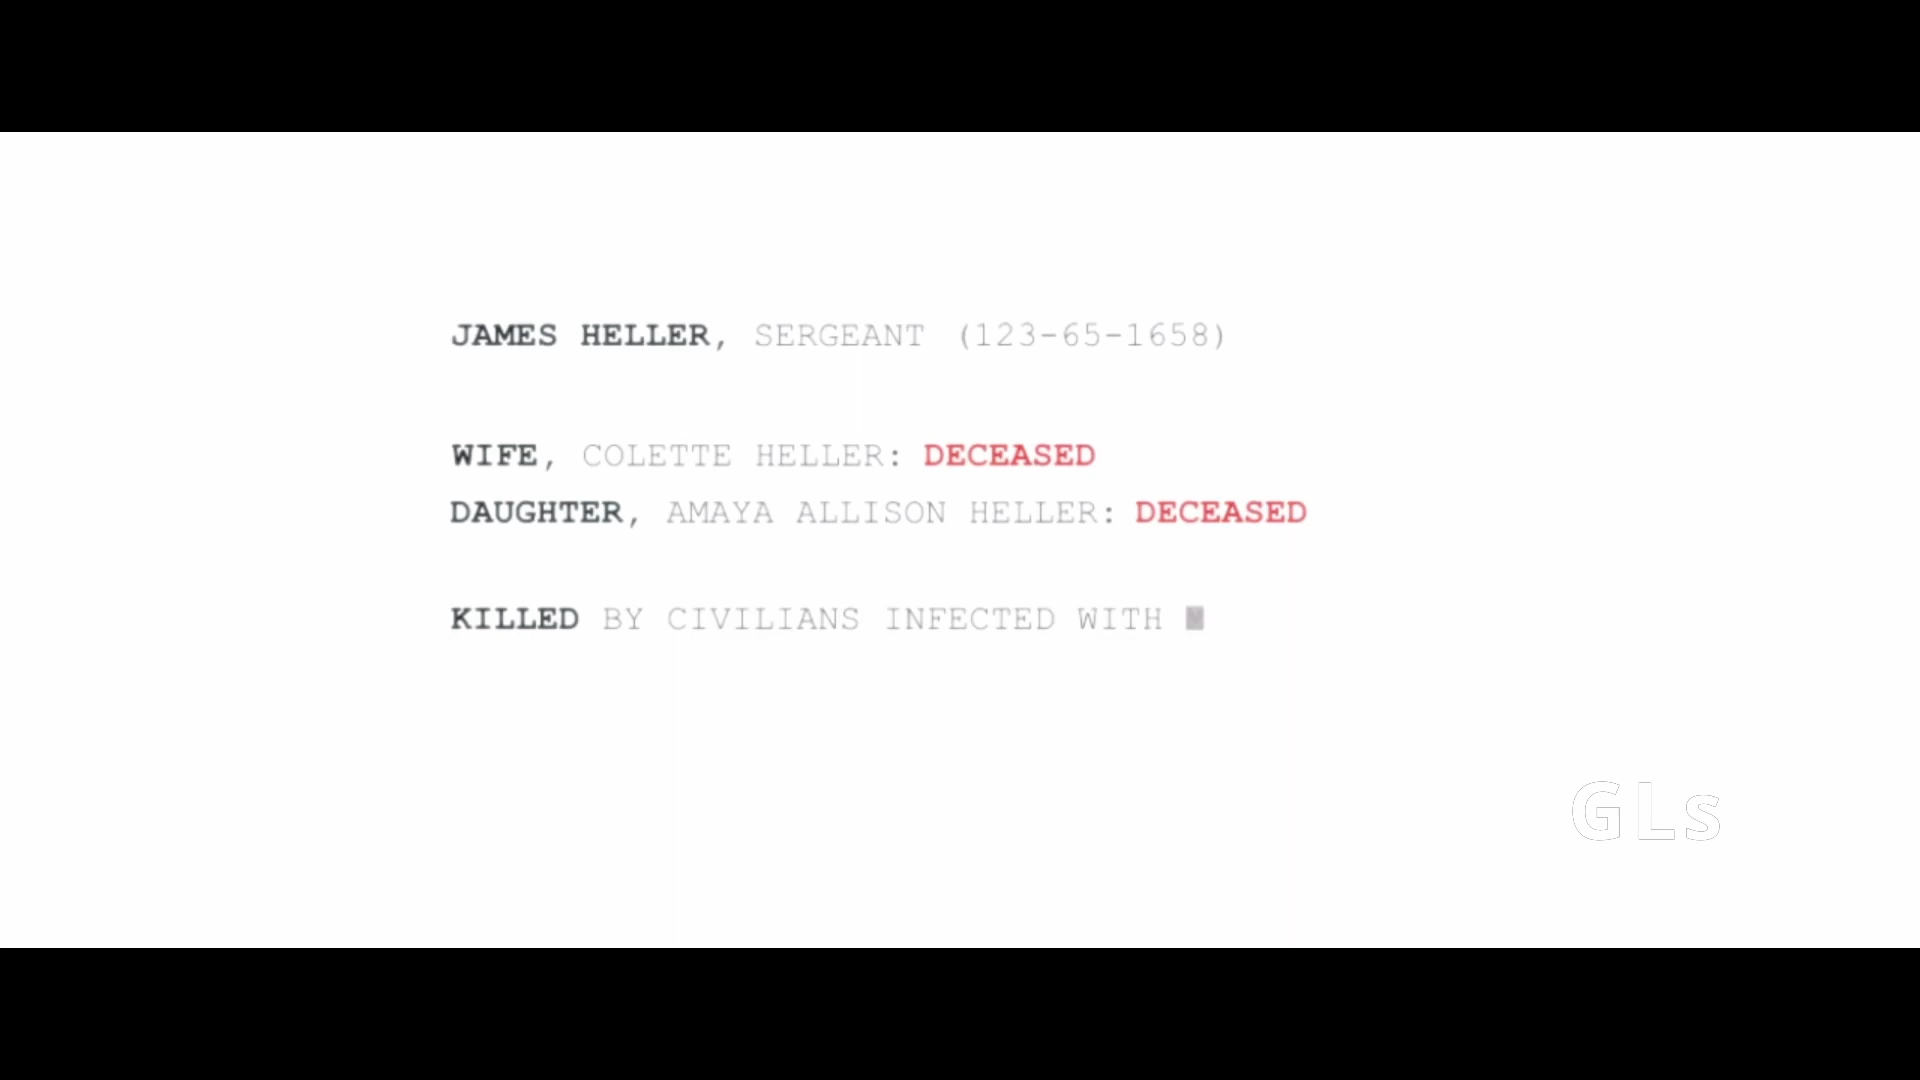 JAMES HELLER, SERGEANT (123-65-1658)
WIFE, COLETTE HELLER: DECEASED
DAUGHTER, AMAYA ALLISON HELLER: DECEASED
KILLED BY CIVILIANS INFECTED WITH
GLs